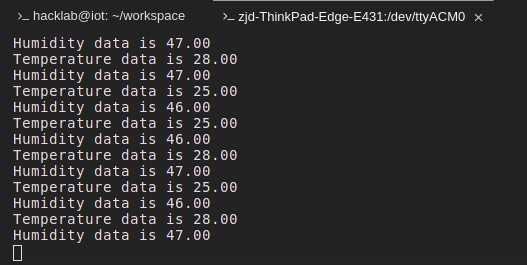 hacklab@iot: ~/workspace
zjd-ThinkPad-Edge-E431:/dev/ttyACM0
Humidity data is 47.00
Temperature data is 28.00
Humidity data is 47.00
Temperature data is 25.00
Humidity data is 46.00
Temperature data is 25.00
Humidity data is 46.00
Temperature data is 28.00
Humidity data is 47.00
Temperature data is 25.00
Humidity data is 46.00
Temperature data is 28.00
Humidity data is 47.00